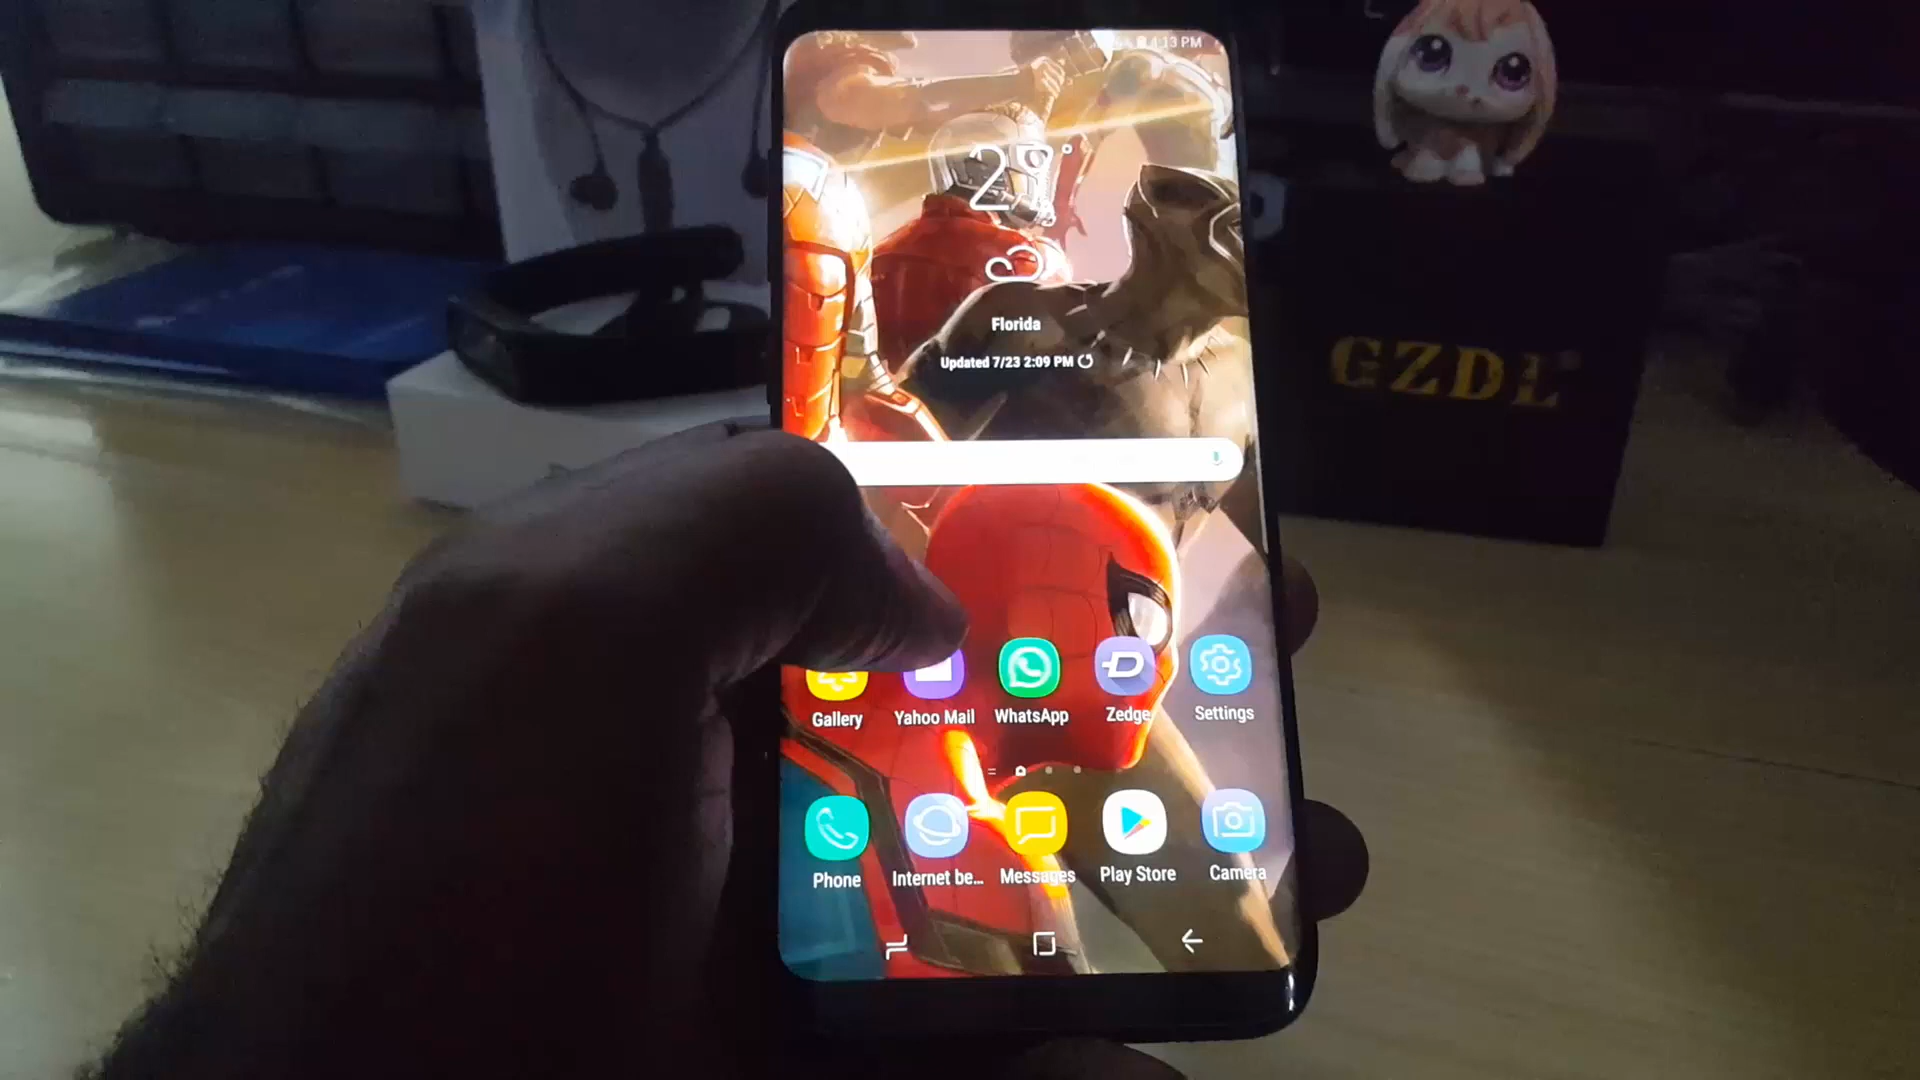 4:13 PM
Florida
Updated 7/23 2:09 PM
GZDL
Gallery
Yahoo Mail
WhatsApp
Zedge
Settings
Phone
Internet be...
Messages
Play Store
Camera